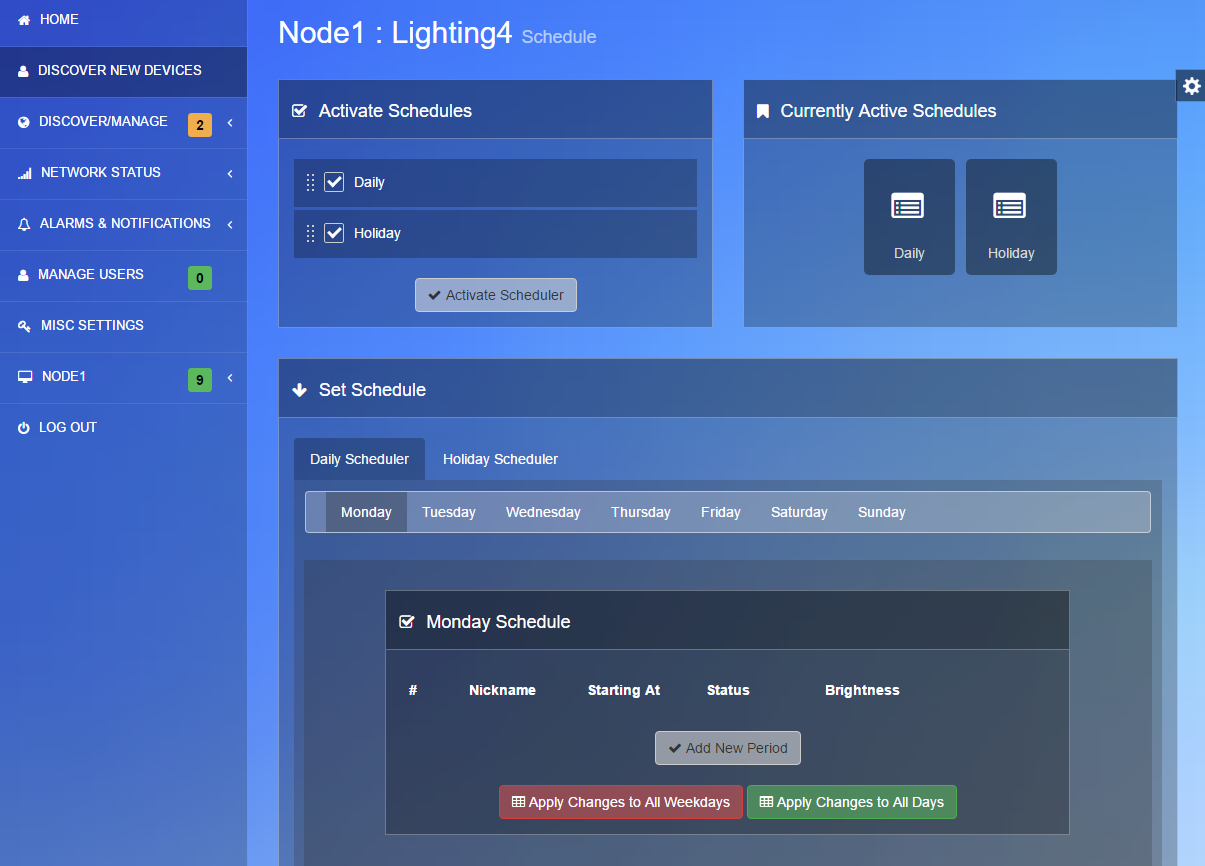 HOME
DISCOVER NEW DEVICES
DISCOVER/MANAGE 2
NETWORK STATUS
ALARMS & NOTIFICATIONS
MANAGE USERS 0
MISC SETTINGS
NODE1 9
LOG OUT
Node1 : Lighting4 Schedule
Activate Schedules
Daily
Holiday
Activate Scheduler
Currently Active Schedules
Daily Holiday
Set Schedule
Daily Scheduler Holiday Scheduler
Monday Tuesday Wednesday Thursday Friday Saturday Sunday
Monday Schedule
# Nickname Starting At Status Brightness
Add New Period
Apply Changes to All Weekdays Apply Changes to All Days